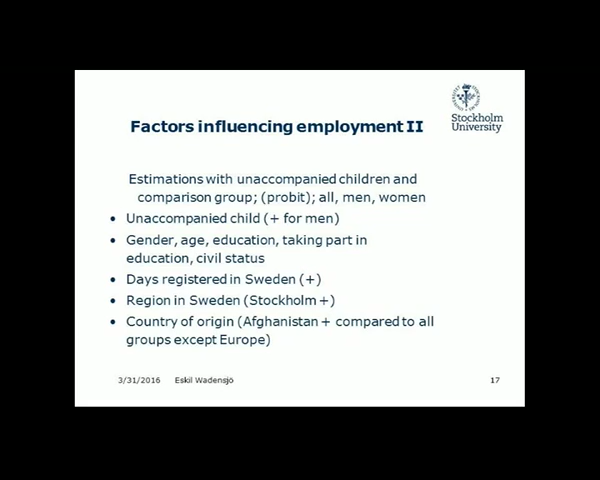 Stockholm
University
Factors influencing employment II
Estimations with unaccompanied children and
comparison group; (probit); all, men, women
• Unaccompanied child (+ for men)
• Gender, age, education, taking part in
education, civil status
• Days registered in Sweden (+)
• Region in Sweden (Stockholm +)
• Country of origin (Afghanistan + compared to all
groups except Europe)
3/31/2016 Eskil Wadensjö 17